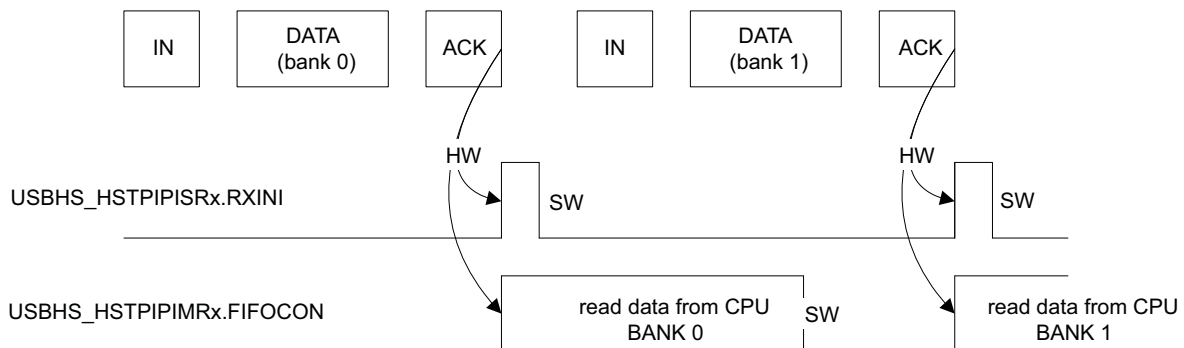 IN
DATA
(bank 0)
ACK
IN
DATA
(bank 1)
ACK
HW
HW
USBHS_HSTPIPISRx.RXINI
SW
SW
USBHS_HSTPIPIMRx.FIFOCON
read data from CPU
BANK 0
SW
read data from CPU
BANK 1